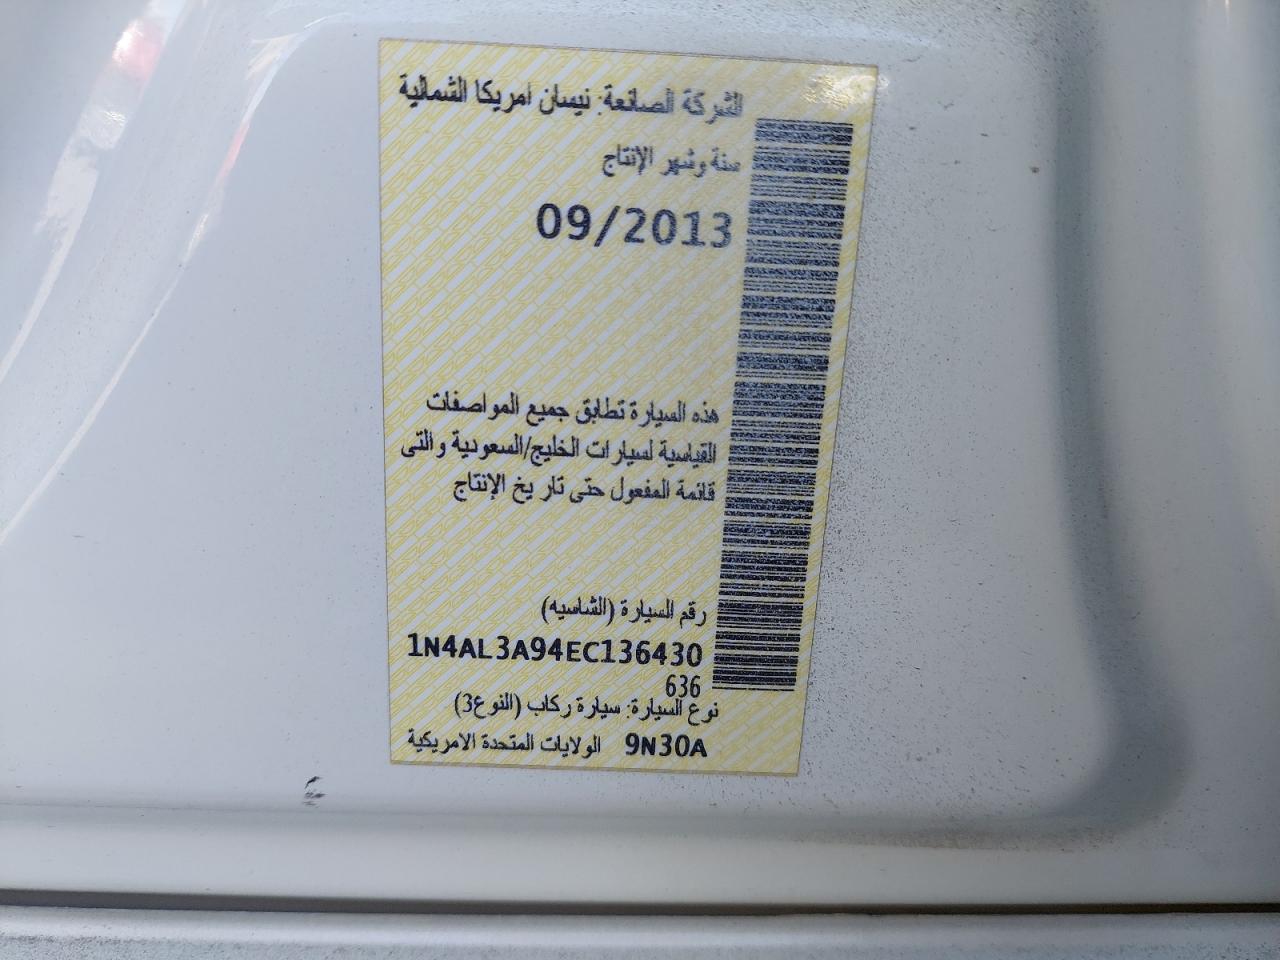 الشركة الصانعة: نيسان امريكا الشمالية
سنة وشهر الإنتاج
09/2013
هذه السيارة تطابق جميع المواصفات
القياسية لسيارات الخليج/السعودية والتى
قائمة المفعول حتى تاريخ الإنتاج
رقم السيارة (الشاسيه)
1N4AL3A94EC136430
636
نوع السيارة: سيارة ركاب (النوع3)
9N30A الولايات المتحدة الامريكية